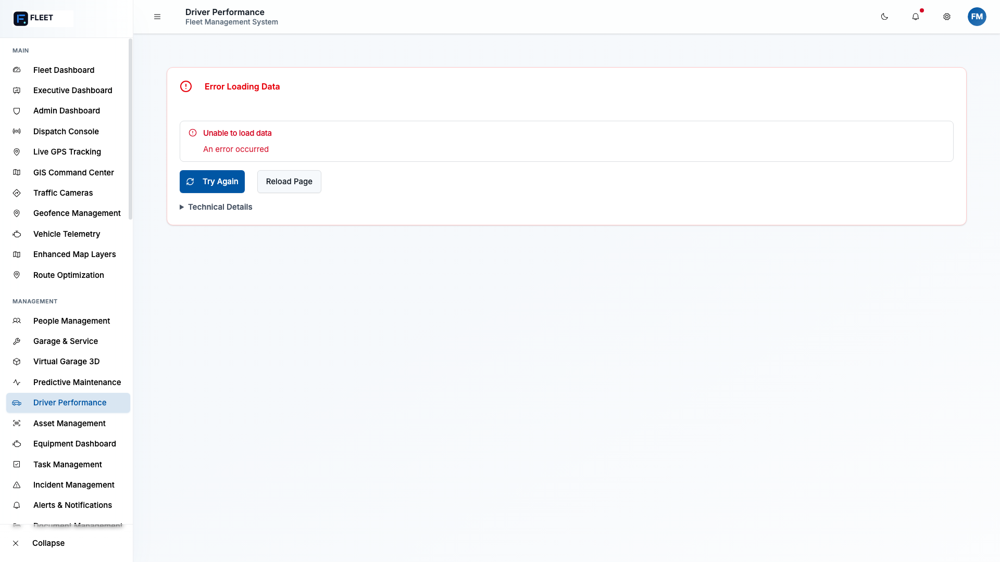 FLEET
MAIN
Fleet Dashboard
Executive Dashboard
Admin Dashboard
Dispatch Console
Live GPS Tracking
GIS Command Center
Traffic Cameras
Geofence Management
Vehicle Telemetry
Enhanced Map Layers
Route Optimization
MANAGEMENT
People Management
Garage & Service
Virtual Garage 3D
Predictive Maintenance
Driver Performance
Asset Management
Equipment Dashboard
Task Management
Incident Management
Alerts & Notifications
Document Management
Collapse
Driver Performance
Fleet Management System
FM
Error Loading Data
Unable to load data
An error occurred
Try Again
Reload Page
Technical Details